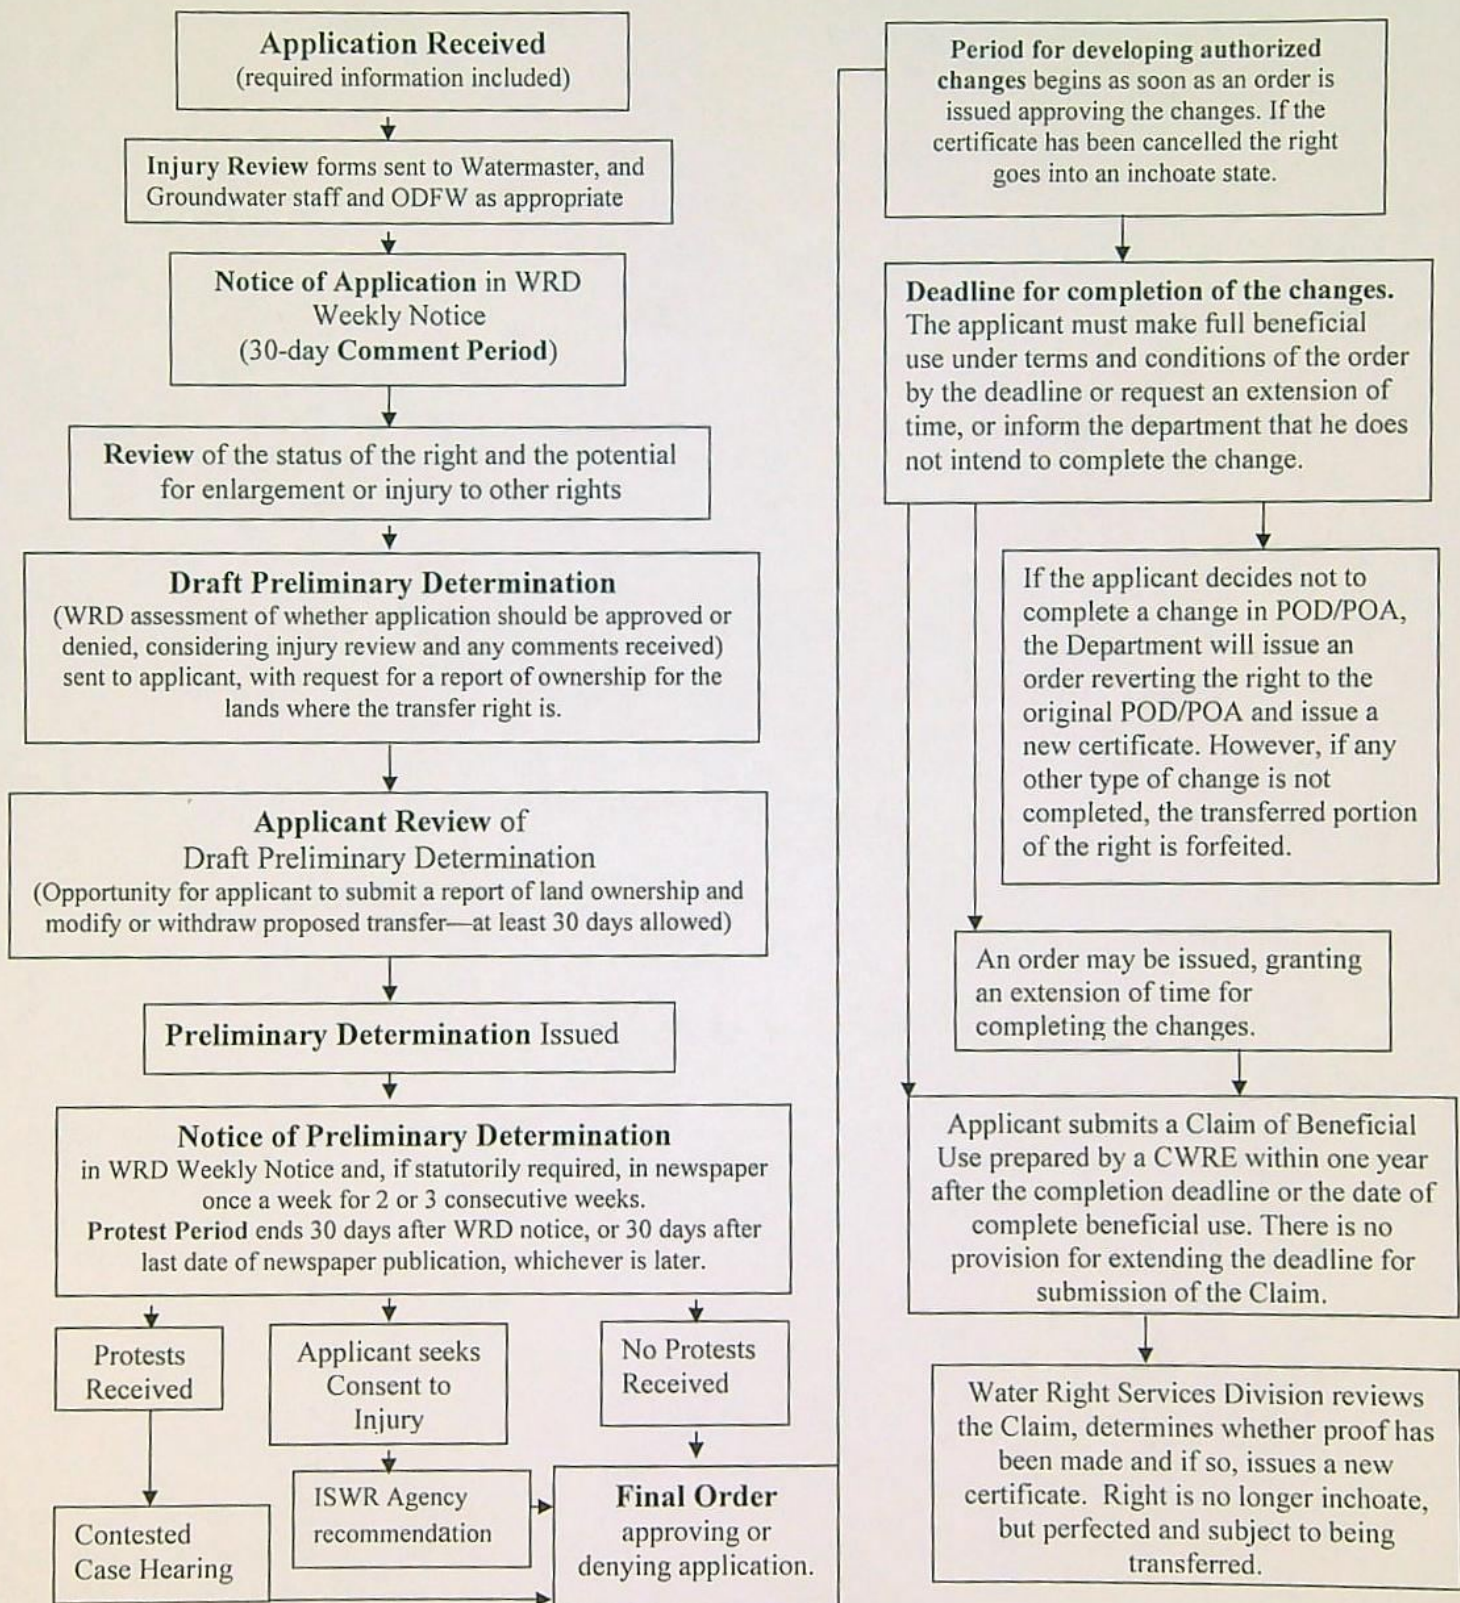 Application Received
(required information included)
Injury Review forms sent to Watermaster, and
Groundwater staff and ODFW as appropriate
Notice of Application in WRD
Weekly Notice
(30-day Comment Period)
Review of the status of the right and the potential
for enlargement or injury to other rights
Draft Preliminary Determination
(WRD assessment of whether application should be approved or
denied, considering injury review and any comments received)
sent to applicant, with request for a report of ownership for the
lands where the transfer right is.
Applicant Review of
Draft Preliminary Determination
(Opportunity for applicant to submit a report of land ownership and
modify or withdraw proposed transfer—at least 30 days allowed)
Preliminary Determination Issued
Notice of Preliminary Determination
in WRD Weekly Notice and, if statutorily required, in newspaper
once a week for 2 or 3 consecutive weeks.
Protest Period ends 30 days after WRD notice, or 30 days after
last date of newspaper publication, whichever is later.
Protests
Received
Applicant seeks
Consent to
Injury
No Protests
Received
Contested
Case Hearing
ISWR Agency
recommendation
Final Order
approving or
denying application.
Period for developing authorized
changes begins as soon as an order is
issued approving the changes. If the
certificate has been cancelled the right
goes into an inchoate state.
Deadline for completion of the changes.
The applicant must make full beneficial
use under terms and conditions of the order
by the deadline or request an extension of
time, or inform the department that he does
not intend to complete the change.
If the applicant decides not to
complete a change in POD/POA,
the Department will issue an
order reverting the right to the
original POD/POA and issue a
new certificate. However, if any
other type of change is not
completed, the transferred portion
of the right is forfeited.
An order may be issued, granting
an extension of time for
completing the changes.
Applicant submits a Claim of Beneficial
Use prepared by a CWRE within one year
after the completion deadline or the date of
complete beneficial use. There is no
provision for extending the deadline for
submission of the Claim.
Water Right Services Division reviews
the Claim, determines whether proof has
been made and if so, issues a new
certificate. Right is no longer inchoate,
but perfected and subject to being
transferred.